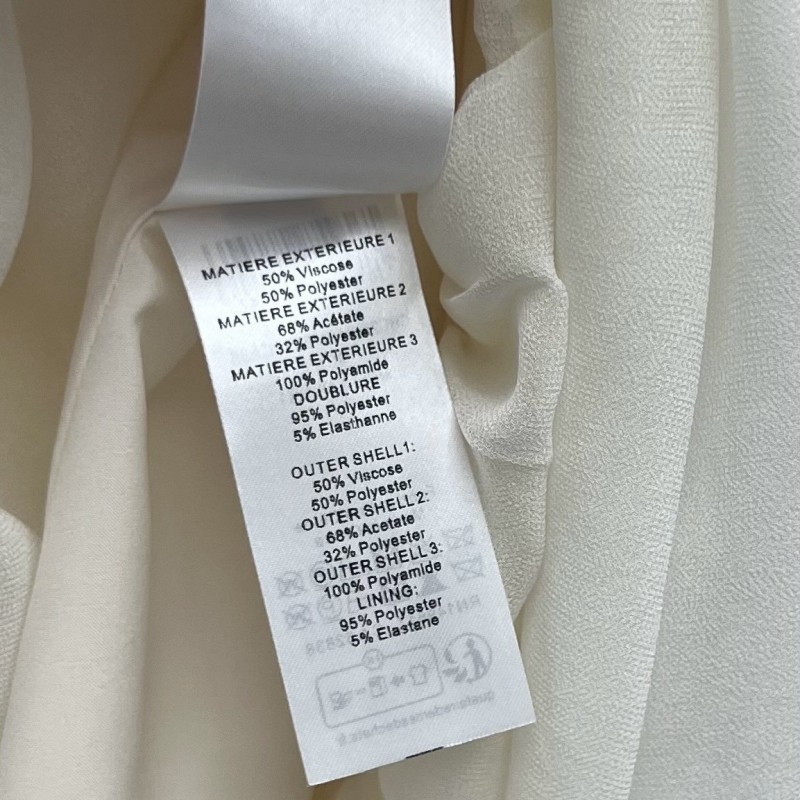 MATIERE EXTERIEURE 1
50% Viscose
50% Polyester
MATIERE EXTERIEURE 2
68% Acétate
32% Polyester
MATIERE EXTERIEURE 3
100% Polyamide
DOUBLURE
95% Polyester
5% Elasthanne
OUTER SHELL1:
50% Viscose
50% Polyester
OUTER SHELL 2:
68% Acetate
32% Polyester
OUTER SHELL 3:
100% Polyamide
LINING:
95% Polyester
5% Elastane